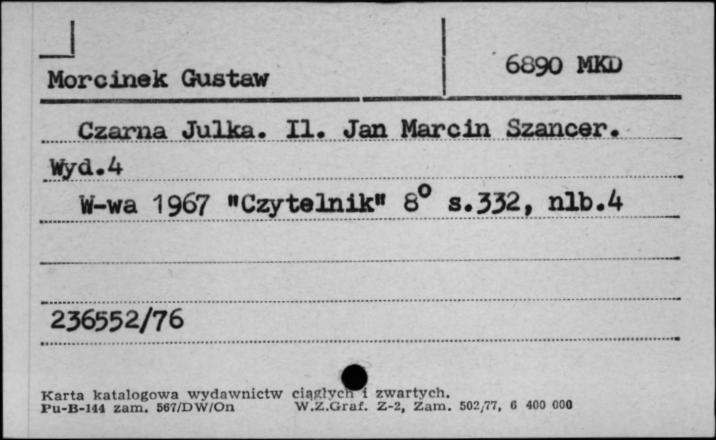 Morcinek Gustaw
6890 MKD
Czarna Julka. Il. Jan Marcin Szancer.
Wyd.4
W-wa 1967 "Czytelnik" 8° s.332, nlb.4
236552/76
Karta katalogowa wydawnictw ciągłych i zwartych.
Pu-B-144 zam. 567/DW/On W.Z.Graf. Z-2, Zam. 502/77, 6 400 000